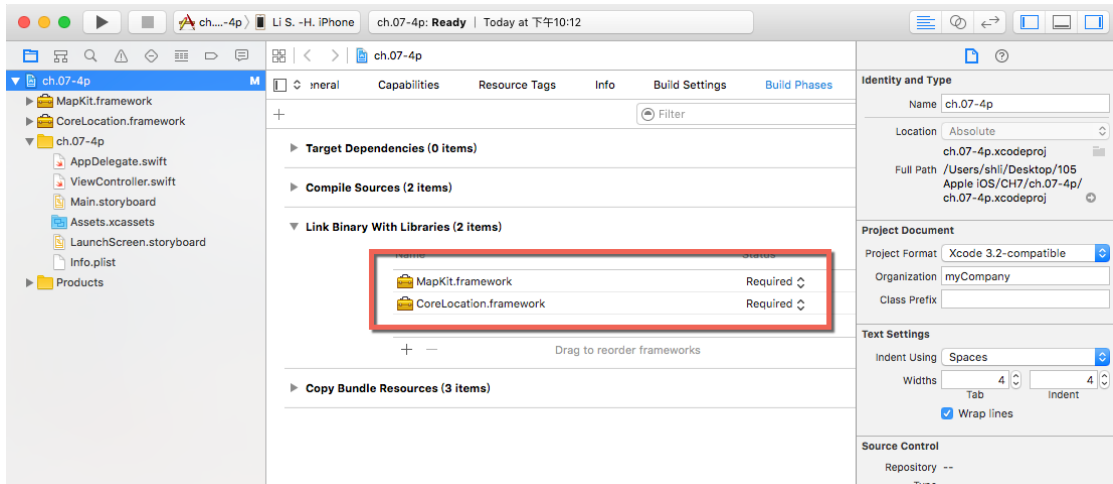 ch....-4p
Li S. -H. iPhone
ch.07-4p: Ready | Today at 下午10:12
ch.07-4p
M
MapKit.framework
CoreLocation.framework
ch.07-4p
AppDelegate.swift
ViewController.swift
Main.storyboard
Assets.xcassets
LaunchScreen.storyboard
Info.plist
Products
ch.07-4p
eneral
Capabilities
Resource Tags
Info
Build Settings
Build Phases
Filter
Target Dependencies (0 items)
Compile Sources (2 items)
Link Binary With Libraries (2 items)
Name
Status
MapKit.framework
Required
CoreLocation.framework
Required
Drag to reorder frameworks
Copy Bundle Resources (3 items)
Identity and Type
Name ch.07-4p
Location Absolute
ch.07-4p.xcodeproj
Full Path /Users/shli/Desktop/105
Apple iOS/CH7/ch.07-4p/
ch.07-4p.xcodeproj
Project Document
Project Format Xcode 3.2-compatible
Organization myCompany
Class Prefix
Text Settings
Indent Using Spaces
Widths 4 4
Tab Indent
Wrap lines
Source Control
Repository --
Type